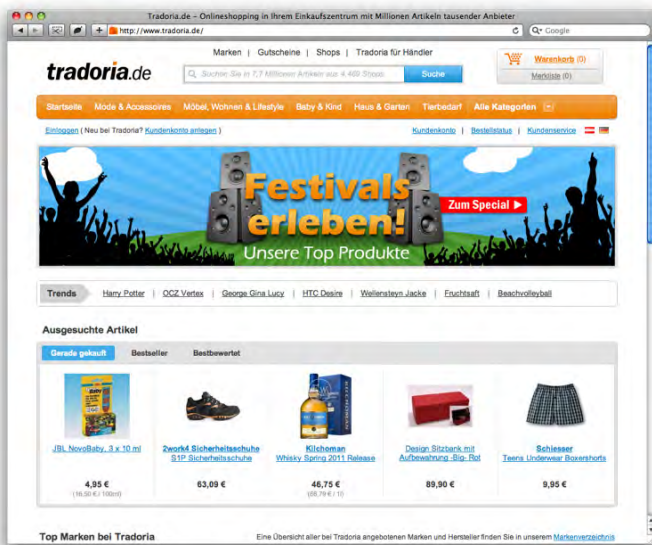 Tradoria.de - Onlineshopping in Ihrem Einkaufszentrum mit Millionen Artikeln tausender Anbieter
http://www.tradoria.de/
Google
Marken | Gutscheine | Shops | Tradoria für Händler
tradoria.de
Suchen Sie in 7,7 Millionen Artikeln aus 4.469 Shops
Suche
Warenkorb (0)
Merkliste (0)
Startseite Mode & Accessoires Möbel, Wohnen & Lifestyle Baby & Kind Haus & Garten Tierbedarf Alle Kategorien
Einloggen ( Neu bei Tradoria? Kundenkonto anlegen )
Kundenkonto | Bestellstatus | Kundenservice
Festivals
erleben!
Unsere Top Produkte
Zum Special
Trends
Harry Potter | OCZ Vertex | George Gina Lucy | HTC Desire | Wellensteyn Jacke | Fruchtsaft | Beachvolleyball
Ausgesuchte Artikel
Gerade gekauft Bestseller Bestbewertet
JBL NovoBaby, 3 x 10 ml
4,95 €
(16,50 € / 100ml)
2work4 Sicherheitsschuhe
S1P Sicherheitsschuhe
63,09 €
Kilchoman
Whisky Spring 2011 Release
46,75 €
Design Sitzbank mit
Aufbewahrung -Big- Rot
89,90 €
Schiesser
Teens Underwear Boxershorts
9,95 €
Top Marken bei Tradoria
Eine Übersicht aller bei Tradoria angebotenen Marken und Hersteller finden Sie in unserem Markenverzeichnis